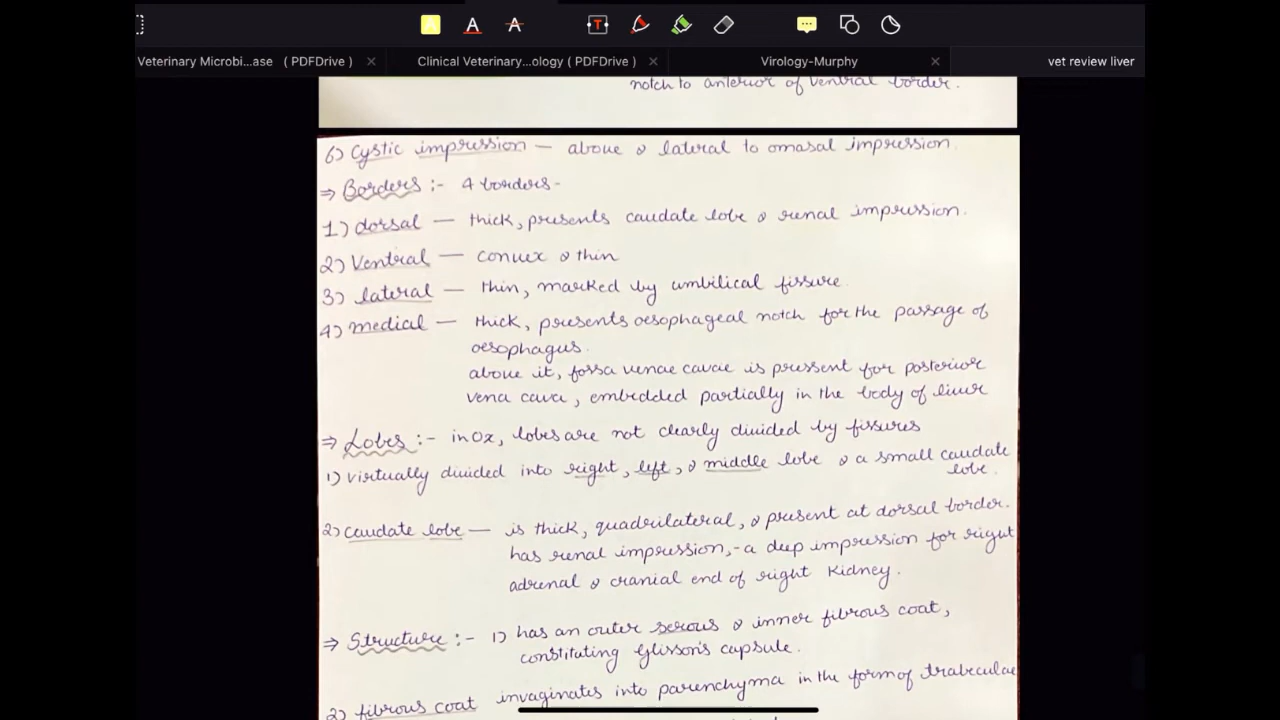 A T
Veterinary Microbi...ase ( PDFDrive ) × Clinical Veterinary...ology ( PDFDrive ) × Virology-Murphy × vet review liver
notch to anterior of ventral border.
6) Cystic impression — above & lateral to omasal impression.
⇒ Borders :- 4 borders-
1) dorsal — thick, presents caudate lobe & renal impression.
2) Ventral — convex & thin
3) lateral — thin, marked by umbilical fissure.
4) medial — thick, presents oesophageal notch for the passage of
oesophagus.
above it, fossa venae cavae is pressent for posterior
vena cava, embedded partially in the body of liver
⇒ Lobes :- in Ox, lobes are not clearly divided by fissures
1) virtually divided into right, left, & middle lobe & a small caudate
lobe.
2) Caudate lobe — is thick, quadrilateral, & present at dorsal border.
has renal impression,- a deep impression for right
adrenal & cranial end of right kidney.
⇒ Structure :- 1) has an outer serous & inner fibrous coat,
constituting Glisson's capsule.
2) fibrous coat invaginates into parenchyma in the form of trabeculae